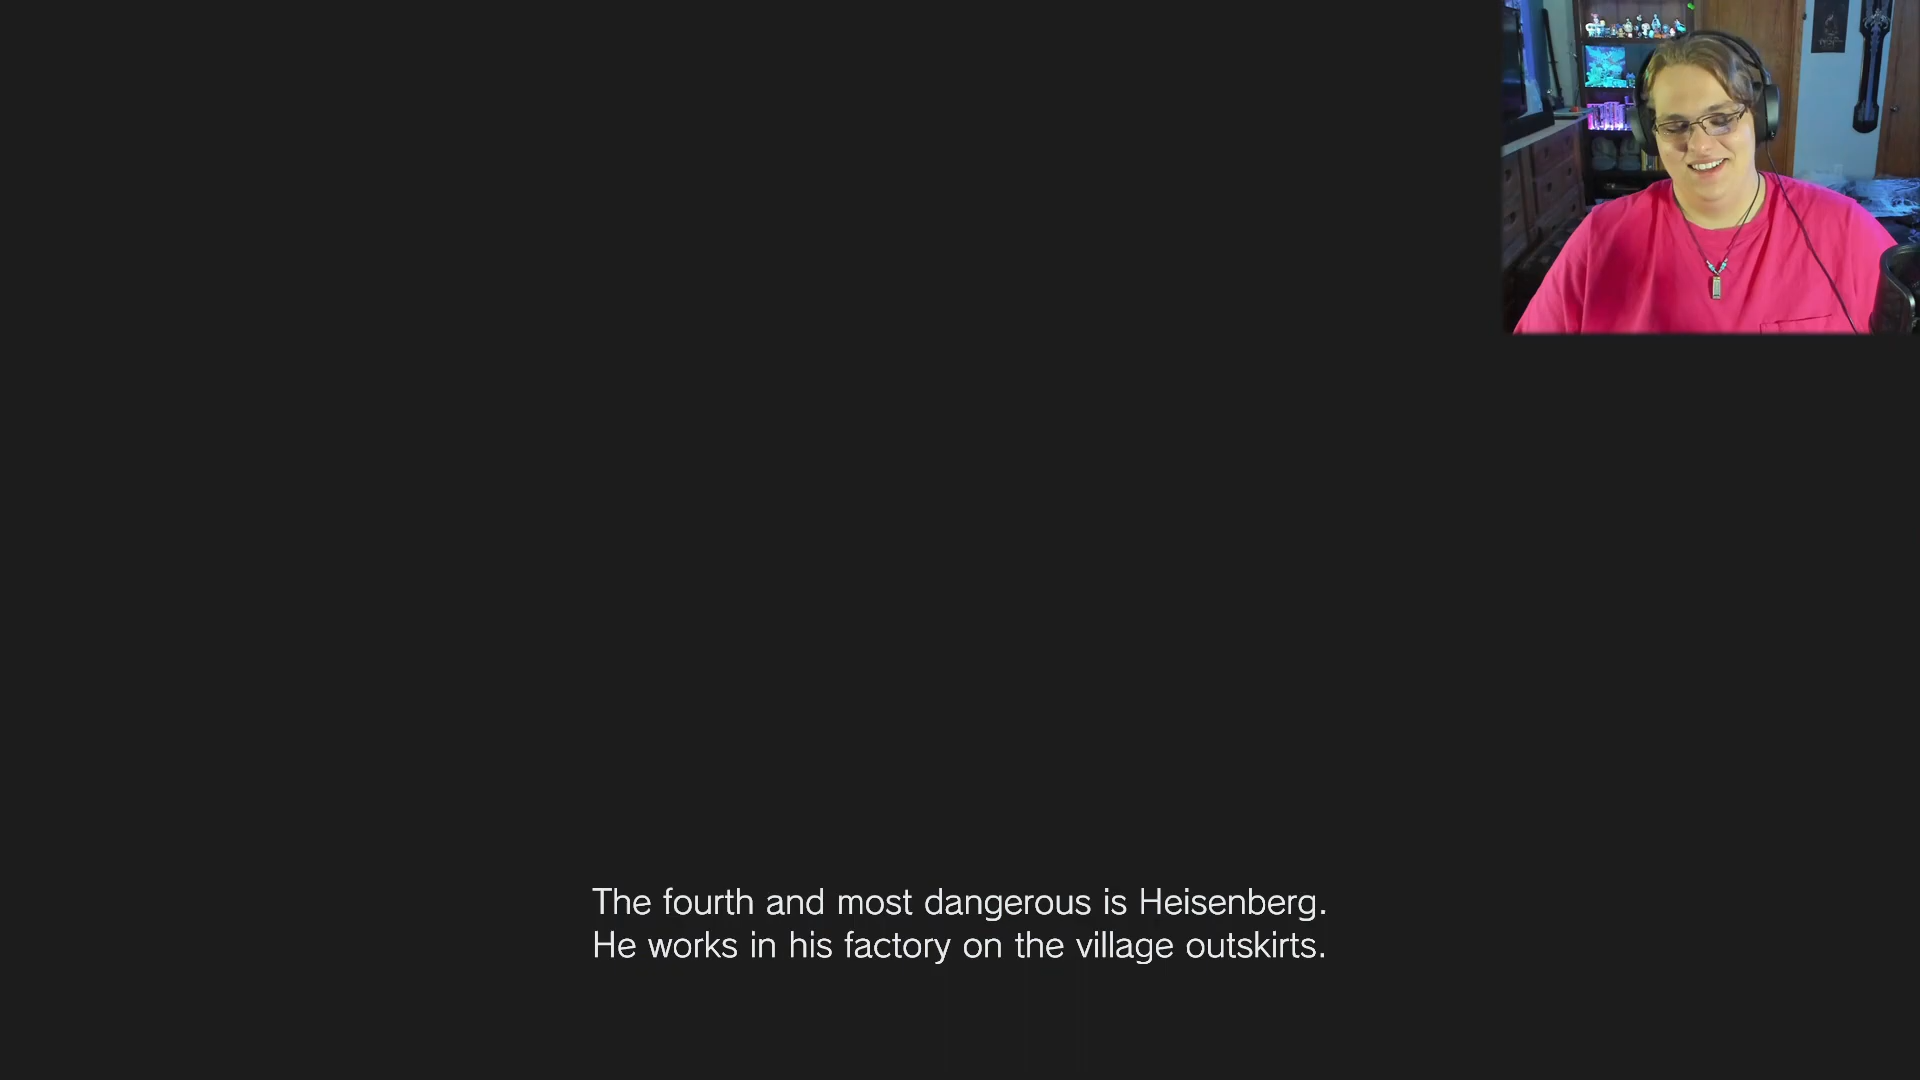 The fourth and most dangerous is Heisenberg.
He works in his factory on the village outskirts.